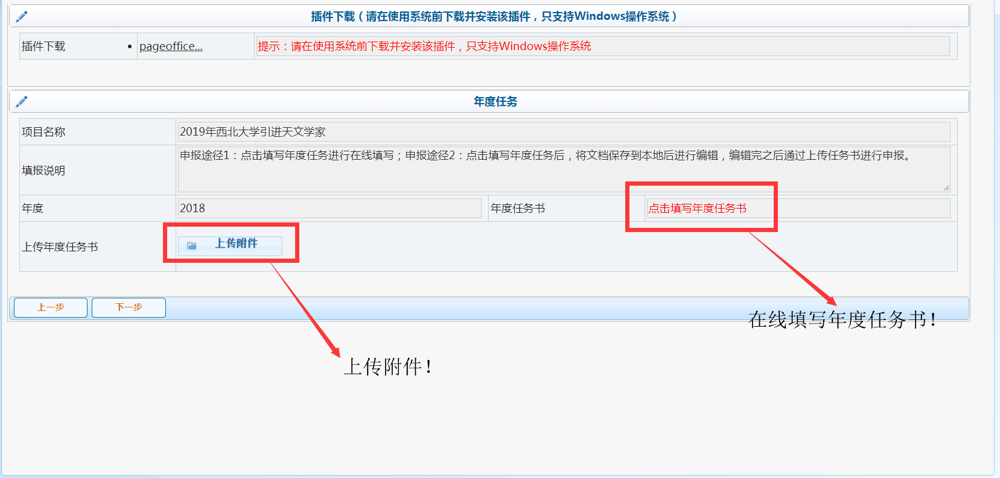 插件下载（请在使用系统前下载并安装该插件，只支持Windows操作系统）
插件下载 • pageoffice... 提示：请在使用系统前下载并安装该插件，只支持Windows操作系统
年度任务
项目名称 2019年西北大学引进天文学家
填报说明 申报途径1：点击填写年度任务进行在线填写；申报途径2：点击填写年度任务后，将文档保存到本地后进行编辑，编辑完之后通过上传任务书进行申报。
年度 2018 年度任务书 点击填写年度任务书
上传年度任务书 上传附件
上一步 下一步
在线填写年度任务书！
上传附件！